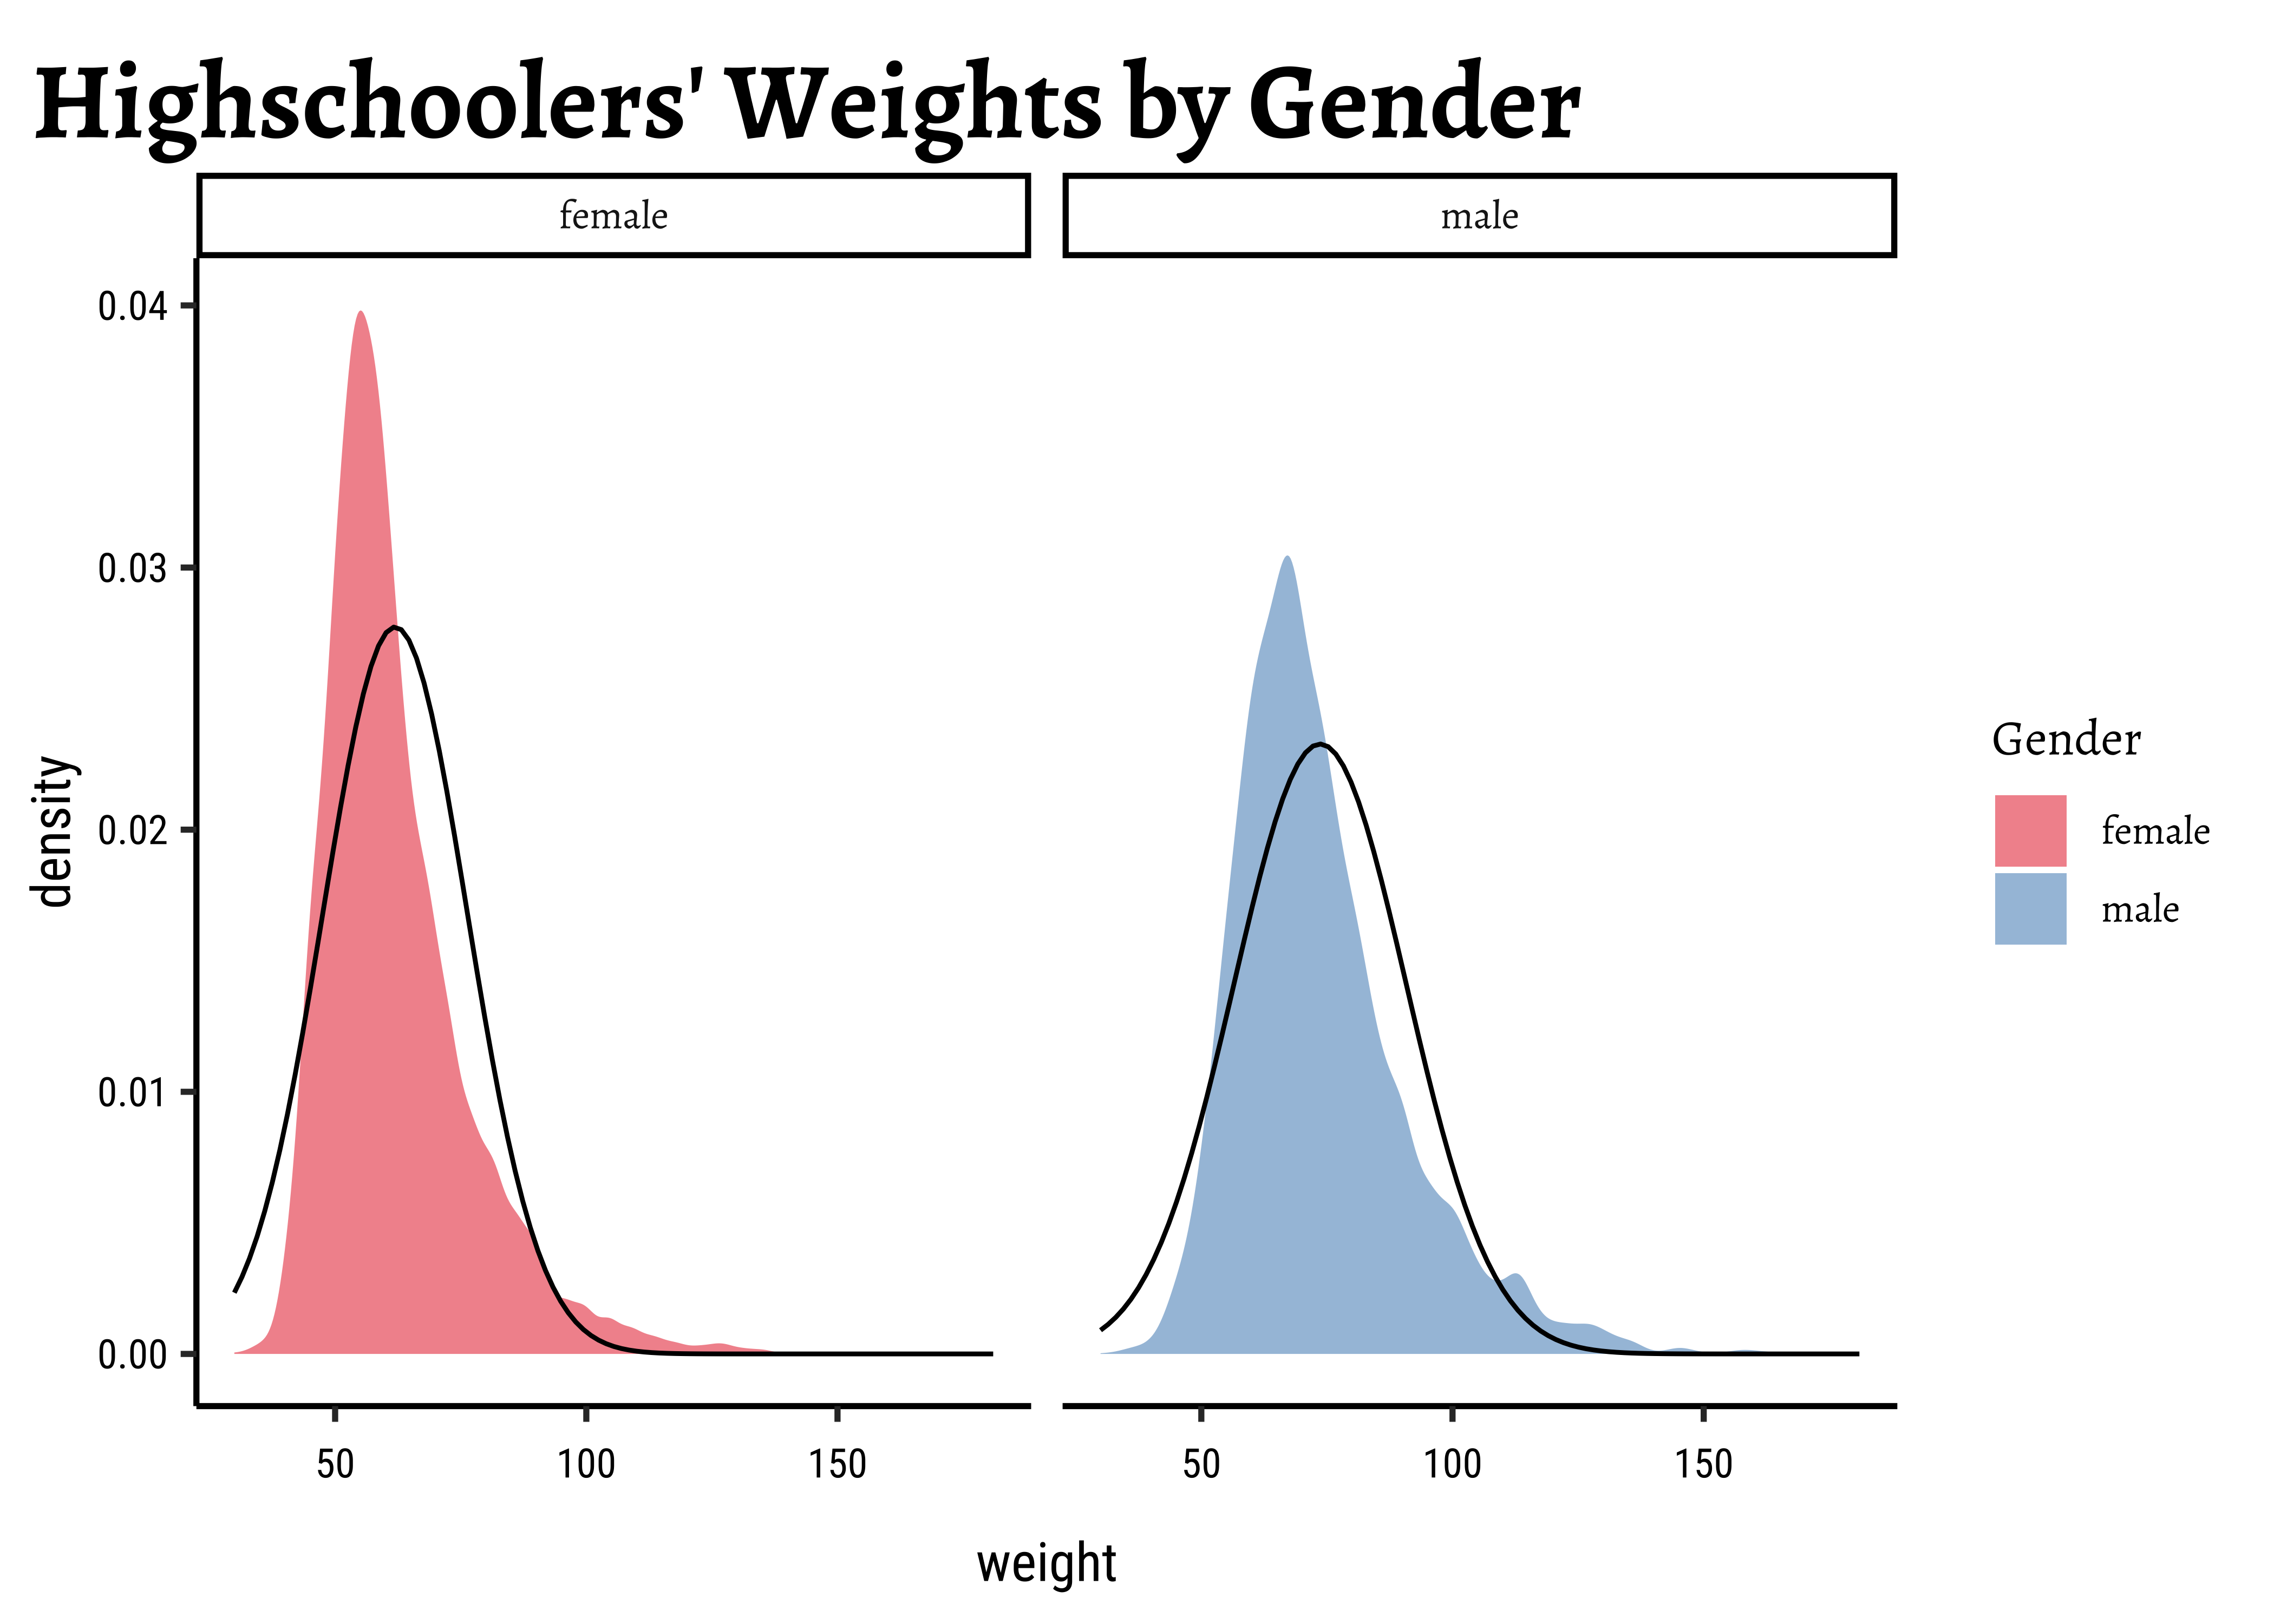 Highschoolers' Weights by Gender
female
male
0.04
0.03
0.02
0.01
0.00
density
50
100
150
50
100
150
weight
Gender
female
male